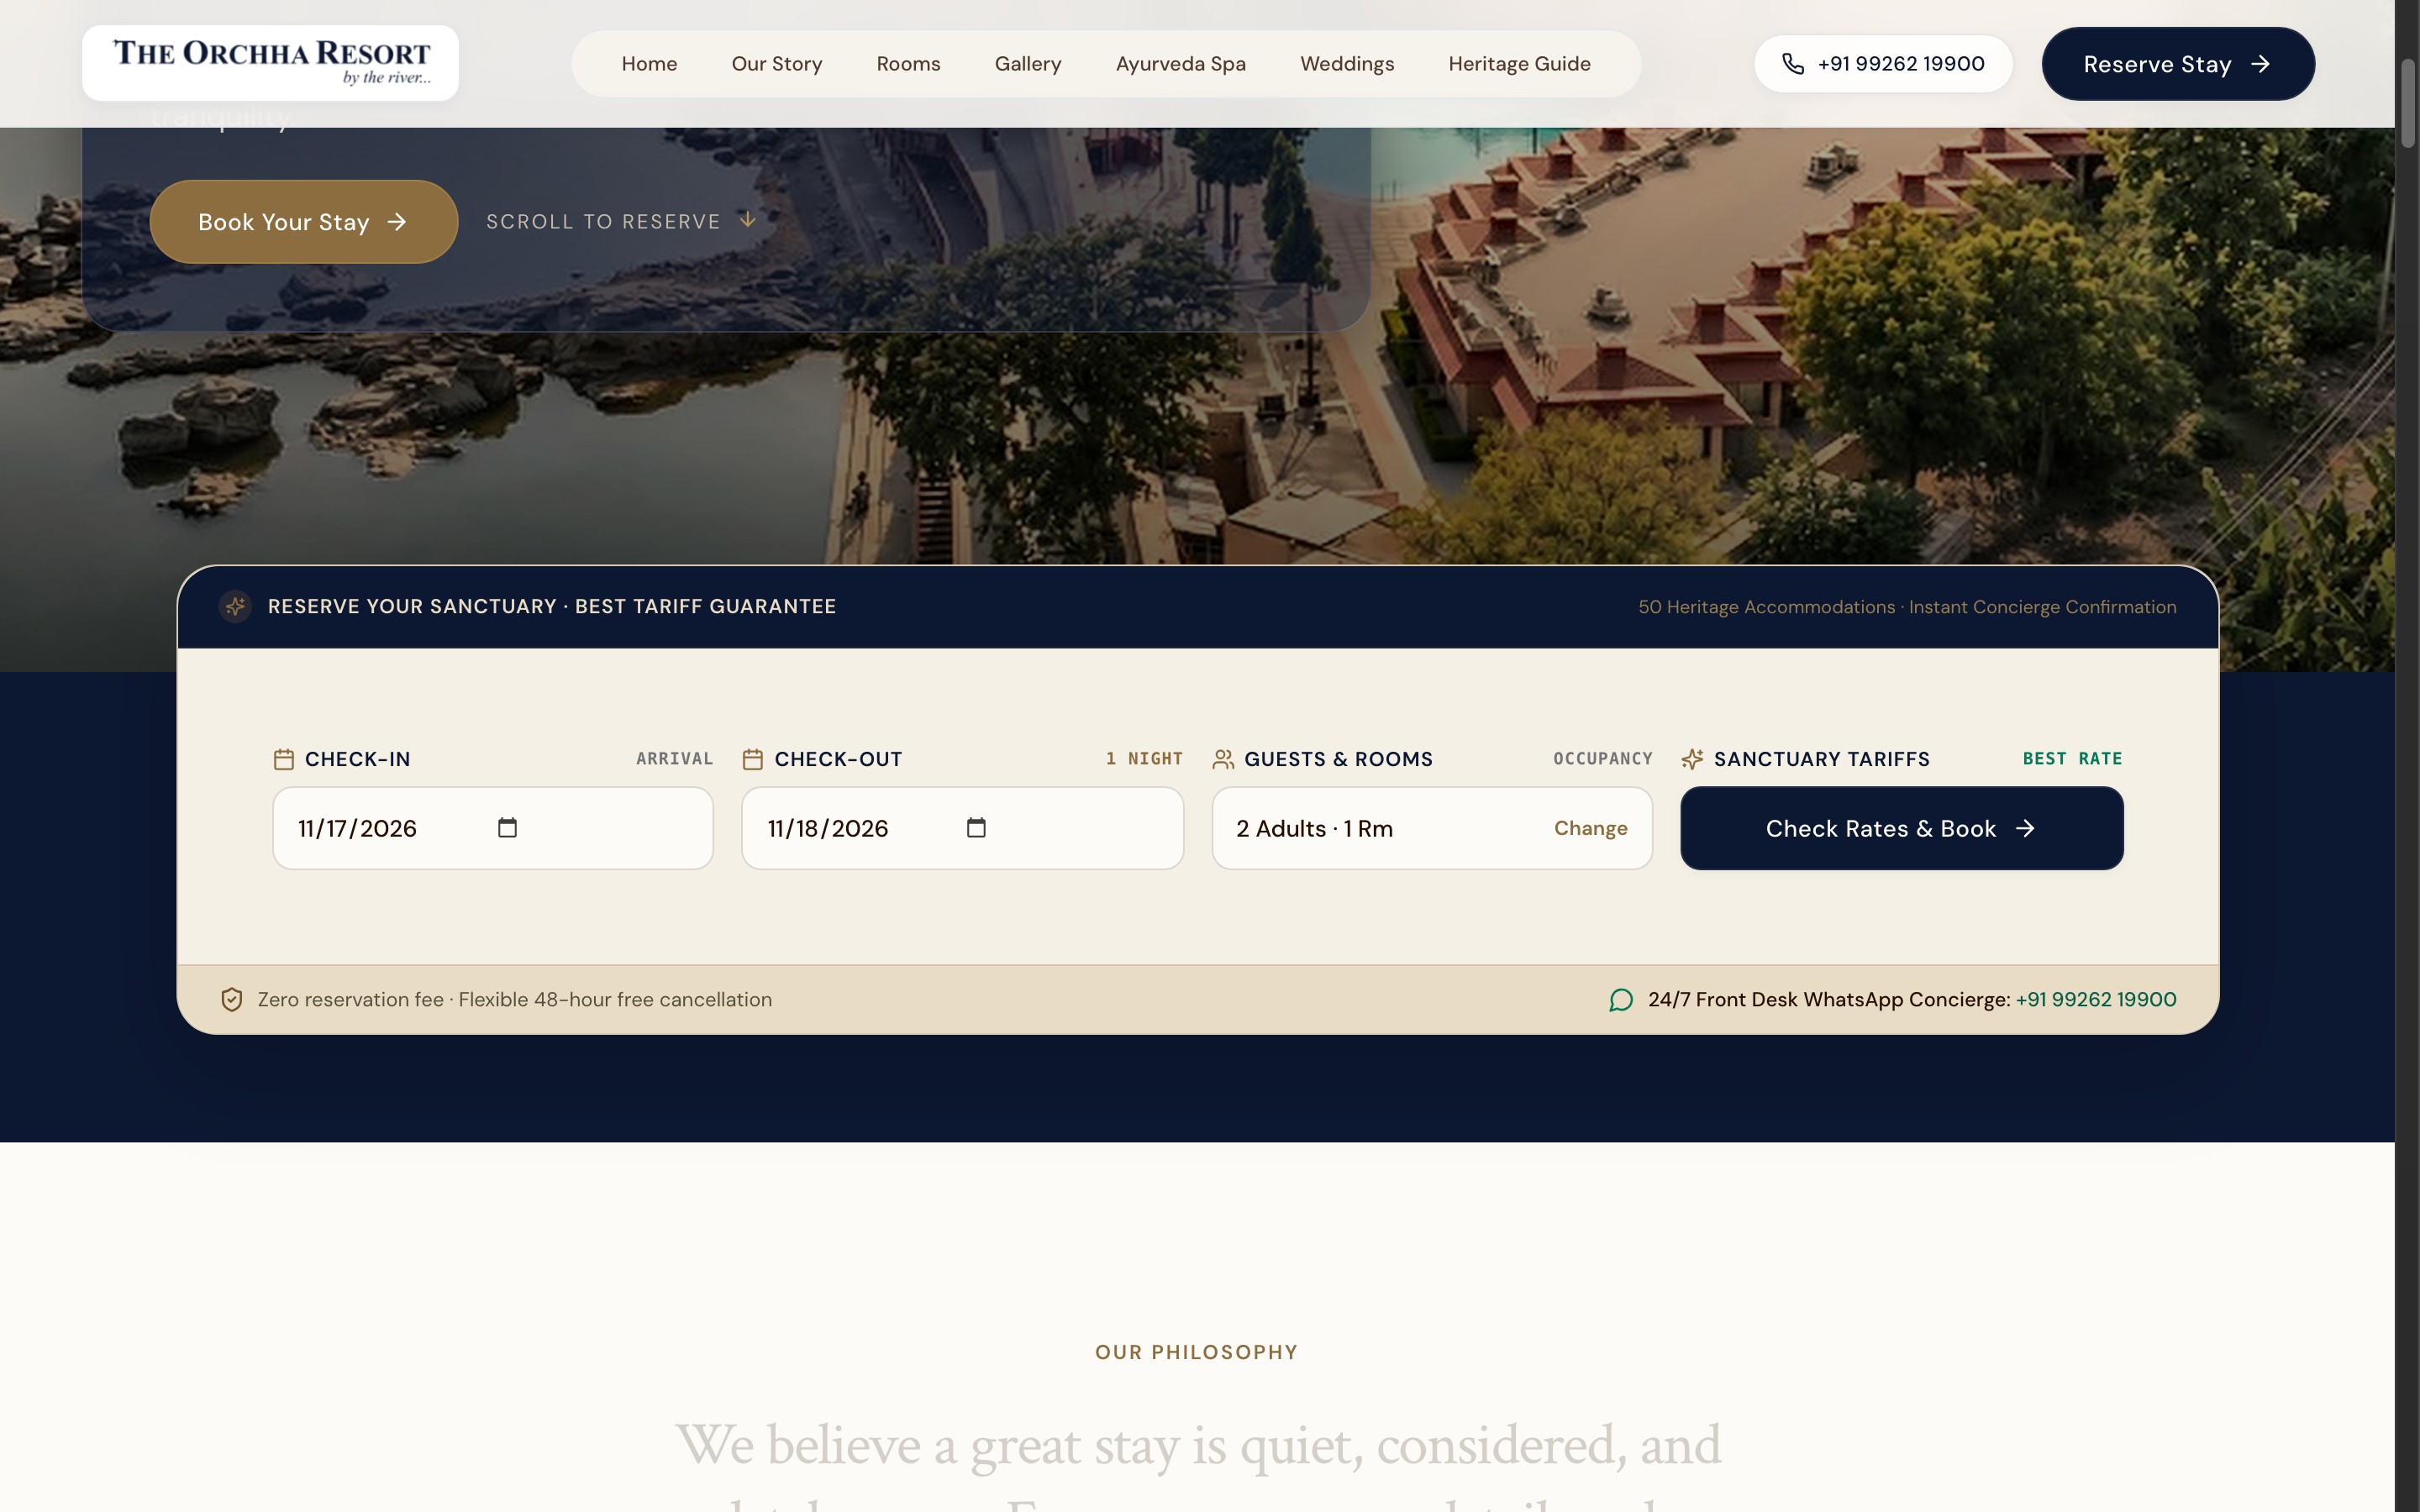 THE ORCHHA RESORT
by the river...
Home Our Story Rooms Gallery Ayurveda Spa Weddings Heritage Guide
+91 99262 19900
Reserve Stay
tranquility.
Book Your Stay
SCROLL TO RESERVE
RESERVE YOUR SANCTUARY · BEST TARIFF GUARANTEE
50 Heritage Accommodations · Instant Concierge Confirmation
CHECK-IN ARRIVAL
11/17/2026
CHECK-OUT 1 NIGHT
11/18/2026
GUESTS & ROOMS OCCUPANCY
2 Adults · 1 Rm Change
SANCTUARY TARIFFS BEST RATE
Check Rates & Book
Zero reservation fee · Flexible 48-hour free cancellation
24/7 Front Desk WhatsApp Concierge: +91 99262 19900
OUR PHILOSOPHY
We believe a great stay is quiet, considered, and